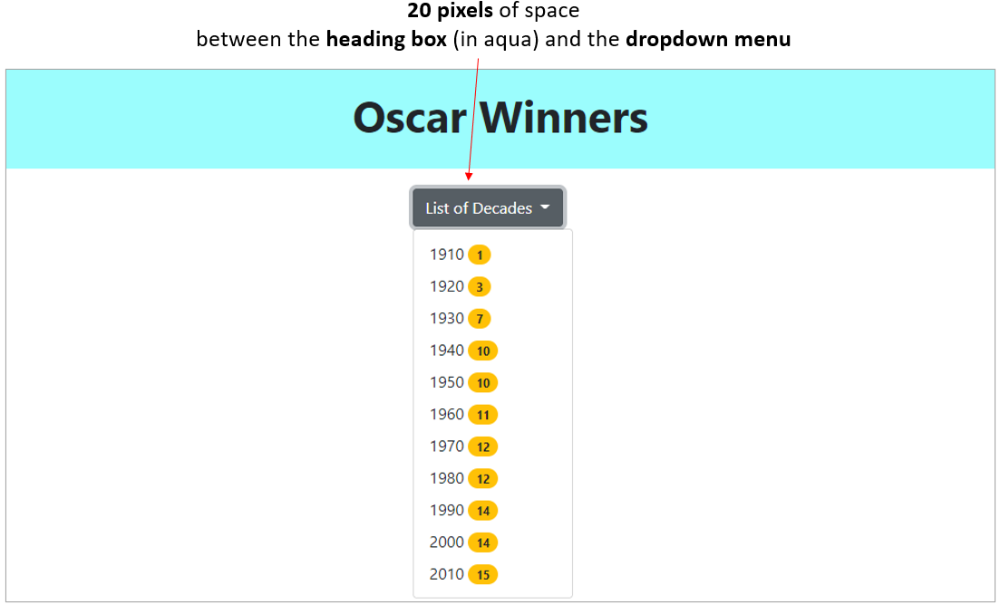 20 pixels of space
between the heading box (in aqua) and the dropdown menu
Oscar Winners
List of Decades
1910 1
1920 3
1930 7
1940 10
1950 10
1960 11
1970 12
1980 12
1990 14
2000 14
2010 15